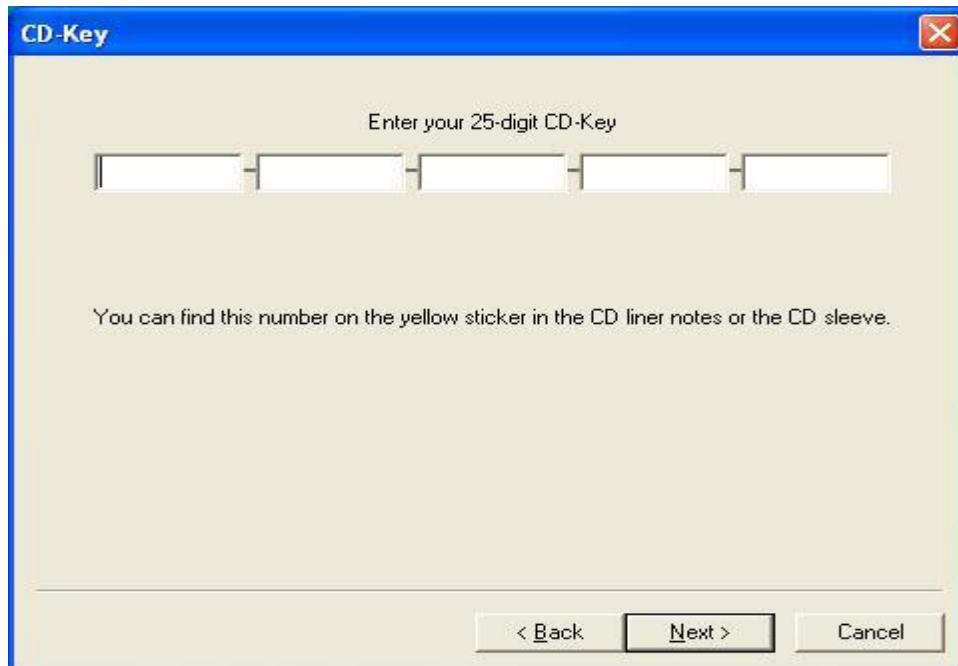 CD-Key
Enter your 25-digit CD-Key
- - - -
You can find this number on the yellow sticker in the CD liner notes or the CD sleeve.
< Back Next > Cancel